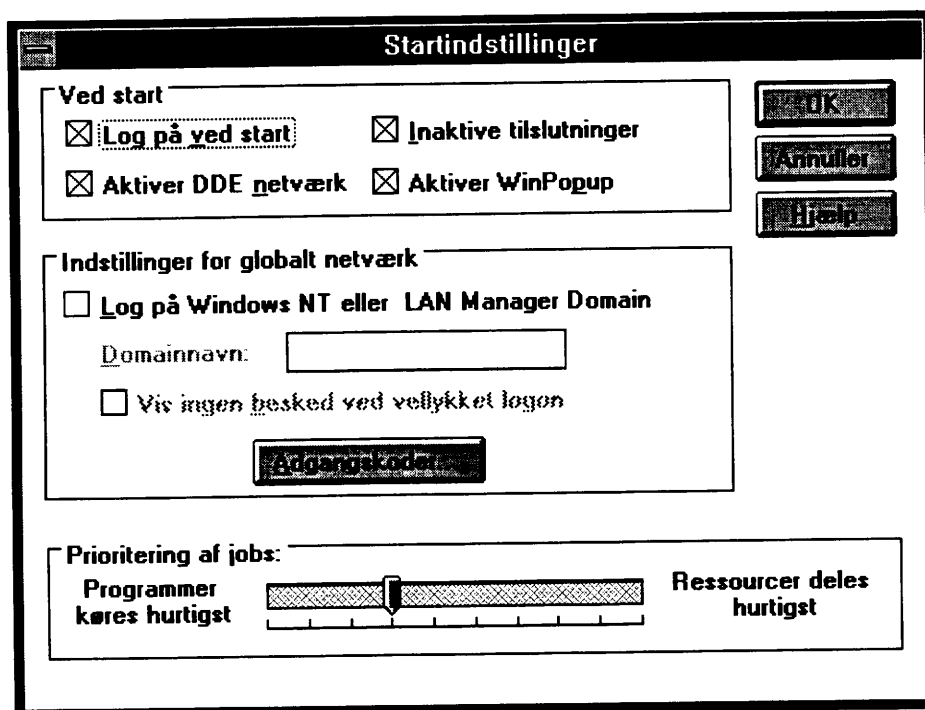 Startindstillinger
Ved start
Log på ved start
Inaktive tilslutninger
Aktiver DDE netværk
Aktiver WinPopup
OK
Annuller
Hjælp
Indstillinger for globalt netværk
Log på Windows NT eller LAN Manager Domain
Domainnavn:
Vis ingen besked ved vellykket logon
Adgangskoder...
Prioritering af jobs:
Programmer
køres hurtigst
Ressourcer deles
hurtigst